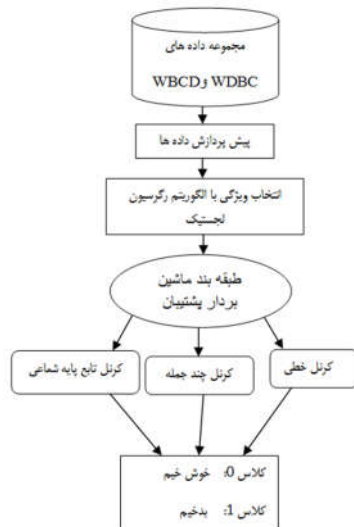 مجموعه داده های
WDBC و WBCD
پیش پردازش داده ها
انتخاب ویژگی با الگوریتم رگرسیون
لجستیک
طبقه بند ماشین
بردار پشتیبان
کرنل خطی
کرنل چند جمله
کرنل تابع پایه شعاعی
کلاس 0: خوش خیم
کلاس 1: بدخیم